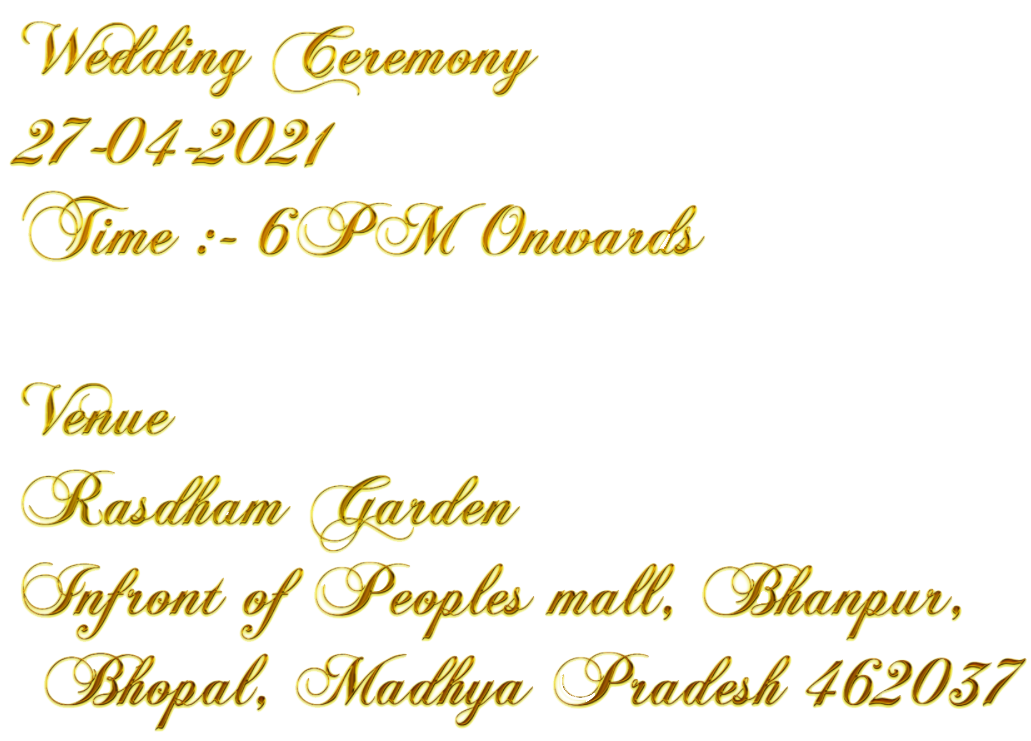 Wedding Ceremony
27-04-2021
Time :- 6PM Onwards
Venue
Rasdham Garden
Infront of Peoples mall, Bhanpur,
Bhopal, Madhya Pradesh 462037